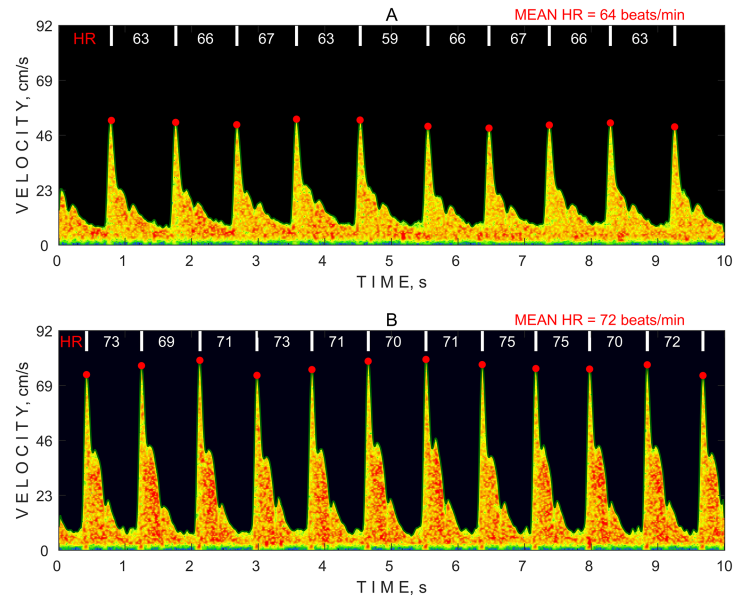 A MEAN HR = 64 beats/min
92
HR 63 66 67 63 59 66 67 66 63
69
46
23
0
VELOCITY, cm/s
0 1 2 3 4 5 6 7 8 9 10
TIME, s
B MEAN HR = 72 beats/min
92
HR 73 69 71 73 71 70 71 75 75 70 72
69
46
23
0
VELOCITY, cm/s
0 1 2 3 4 5 6 7 8 9 10
TIME, s